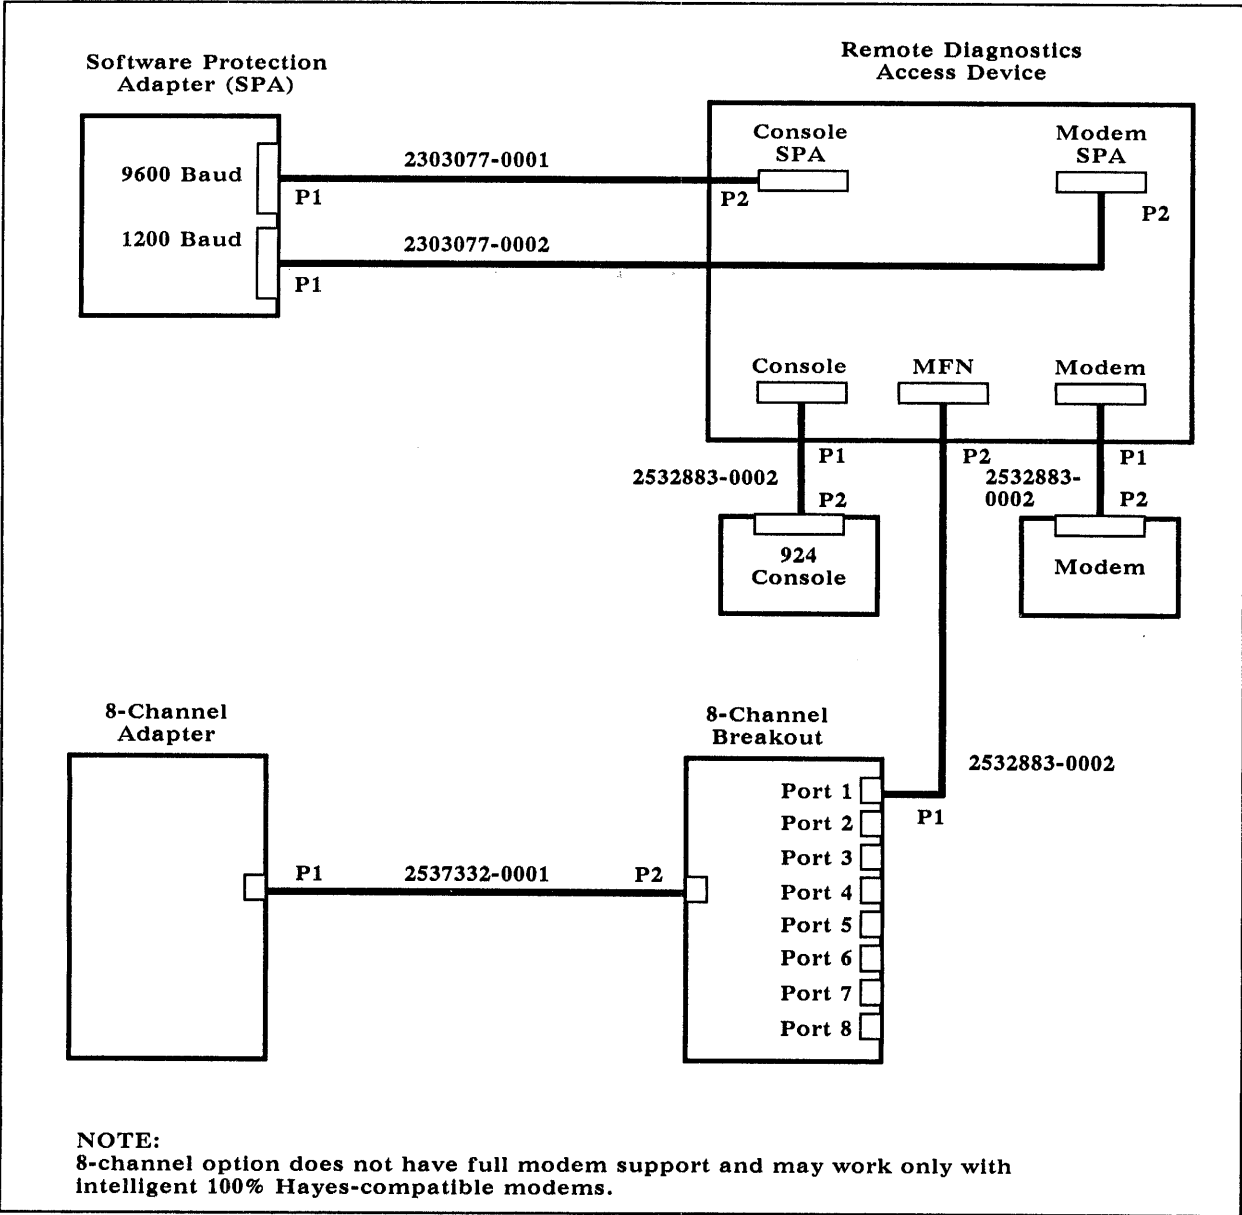 Software Protection
Adapter (SPA)
Remote Diagnostics
Access Device
9600 Baud
1200 Baud
P1
2303077-0001
P2
Console
SPA
Modem
SPA
P2
2303077-0002
P1
Console
MFN
Modem
P1
P2
P1
2532883-0002
2532883-
0002
P2
P2
924
Console
Modem
8-Channel
Adapter
8-Channel
Breakout
2532883-0002
P1
P1
2537332-0001
P2
Port 1
Port 2
Port 3
Port 4
Port 5
Port 6
Port 7
Port 8
NOTE:
8-channel option does not have full modem support and may work only with
intelligent 100% Hayes-compatible modems.